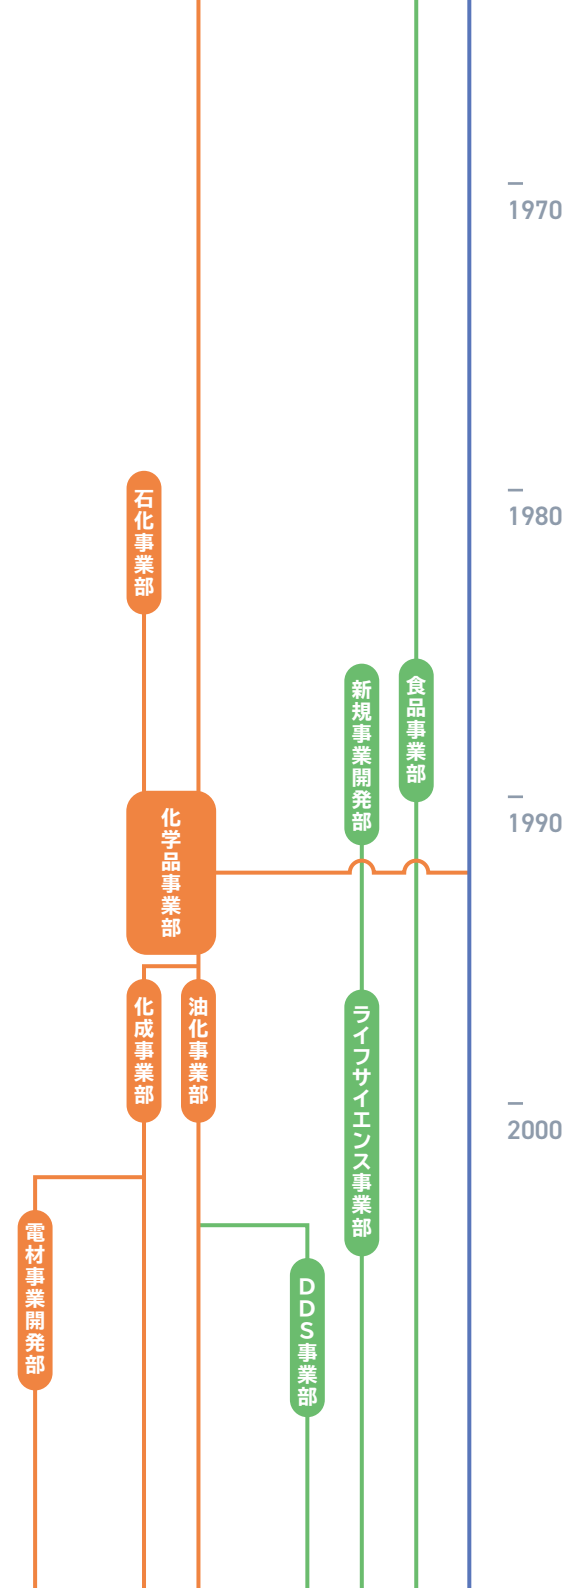 1970
石化事業部
1980
食品事業部
新規事業開発部
化学品事業部
1990
化成事業部
油化事業部
ライフサイエンス事業部
2000
電材事業開発部
DDS事業部